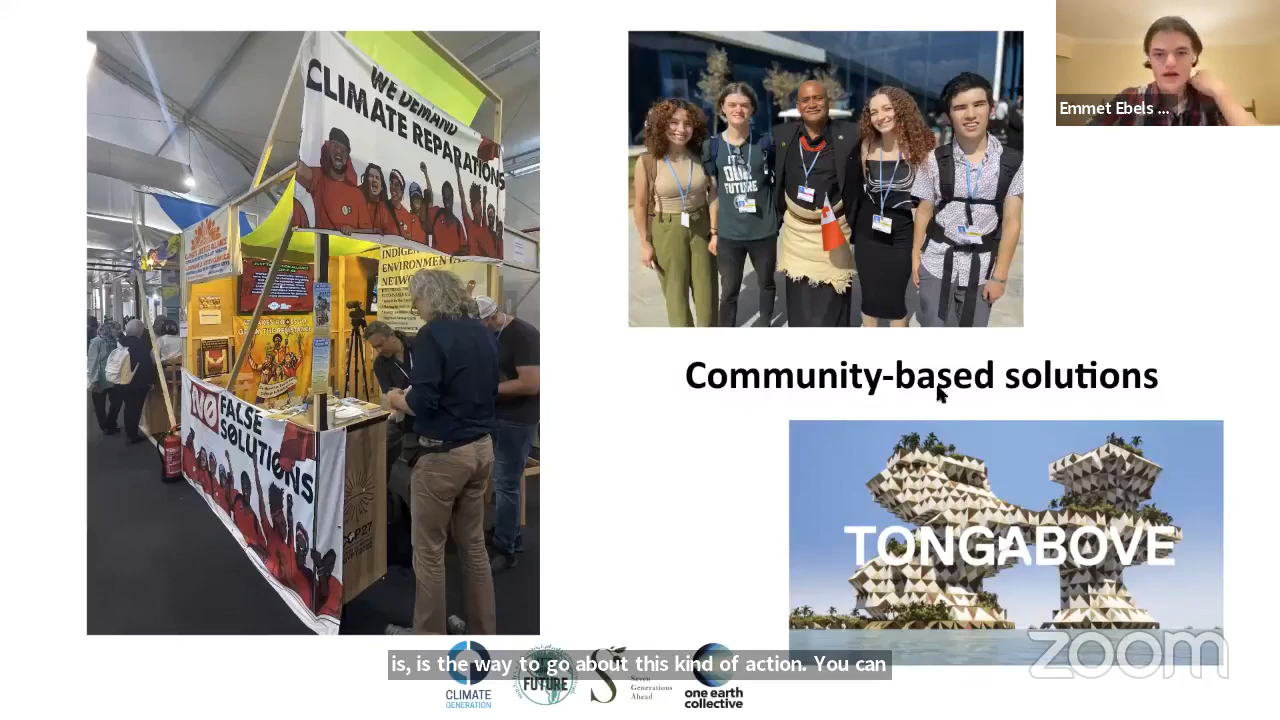 WE DEMAND
CLIMATE REPARATIONS
INDIGENOUS
ENVIRONMENTAL
NETWORK
NO FALSE
SOLUTIONS
COP27
OUR
FUTURE
Emmet Ebels ...
Community-based solutions
TONGABOVE
zoom
is, is the way to go about this kind of action. You can
CLIMATE
GENERATION
FUTURE
Seven
Generations
Ahead
one earth
collective